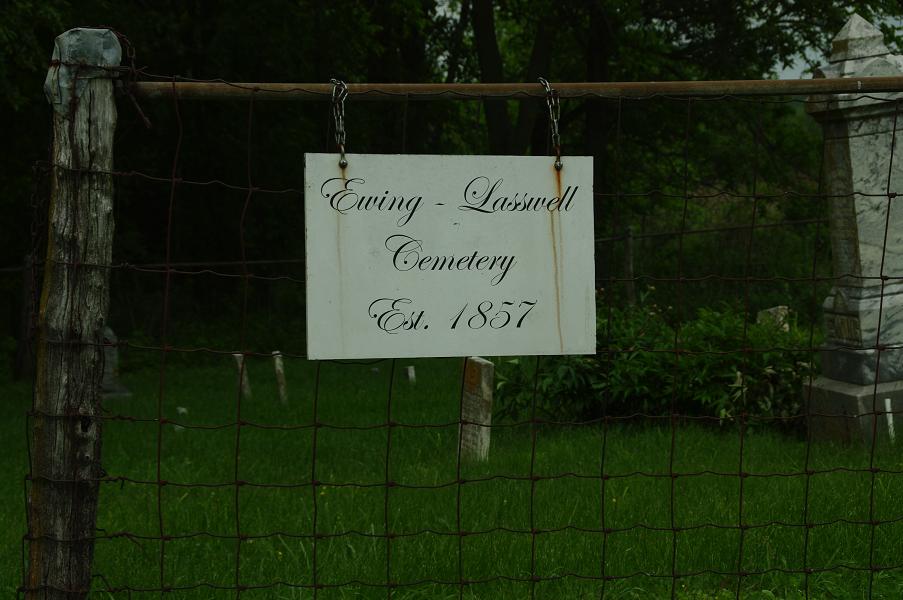 Ewing - Lasswell
Cemetery
Est. 1857